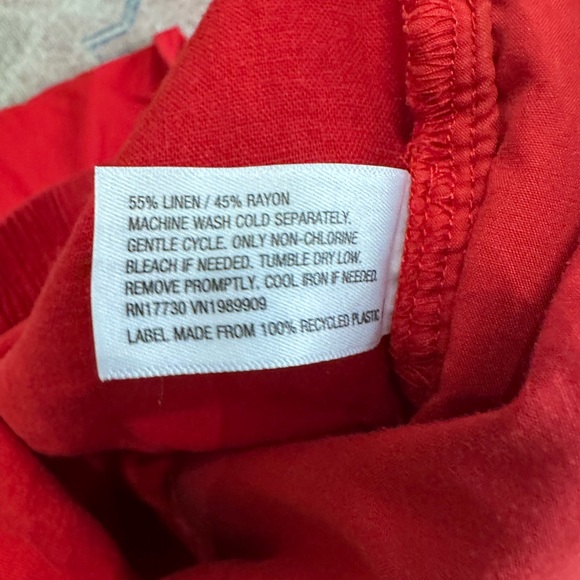 55% LINEN / 45% RAYON
MACHINE WASH COLD SEPARATELY.
GENTLE CYCLE. ONLY NON-CHLORINE
BLEACH IF NEEDED. TUMBLE DRY LOW.
REMOVE PROMPTLY. COOL IRON IF NEEDED.
RN17730 VN1989909
LABEL MADE FROM 100% RECYCLED PLASTIC